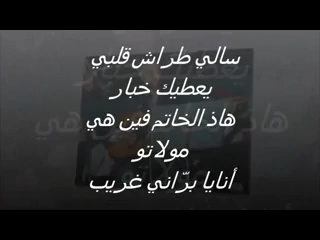 سالي طراش قلبي
يعطيك خبار
هاذ الخاتم فين هي
مولاتو
أنايا برّاني غريب